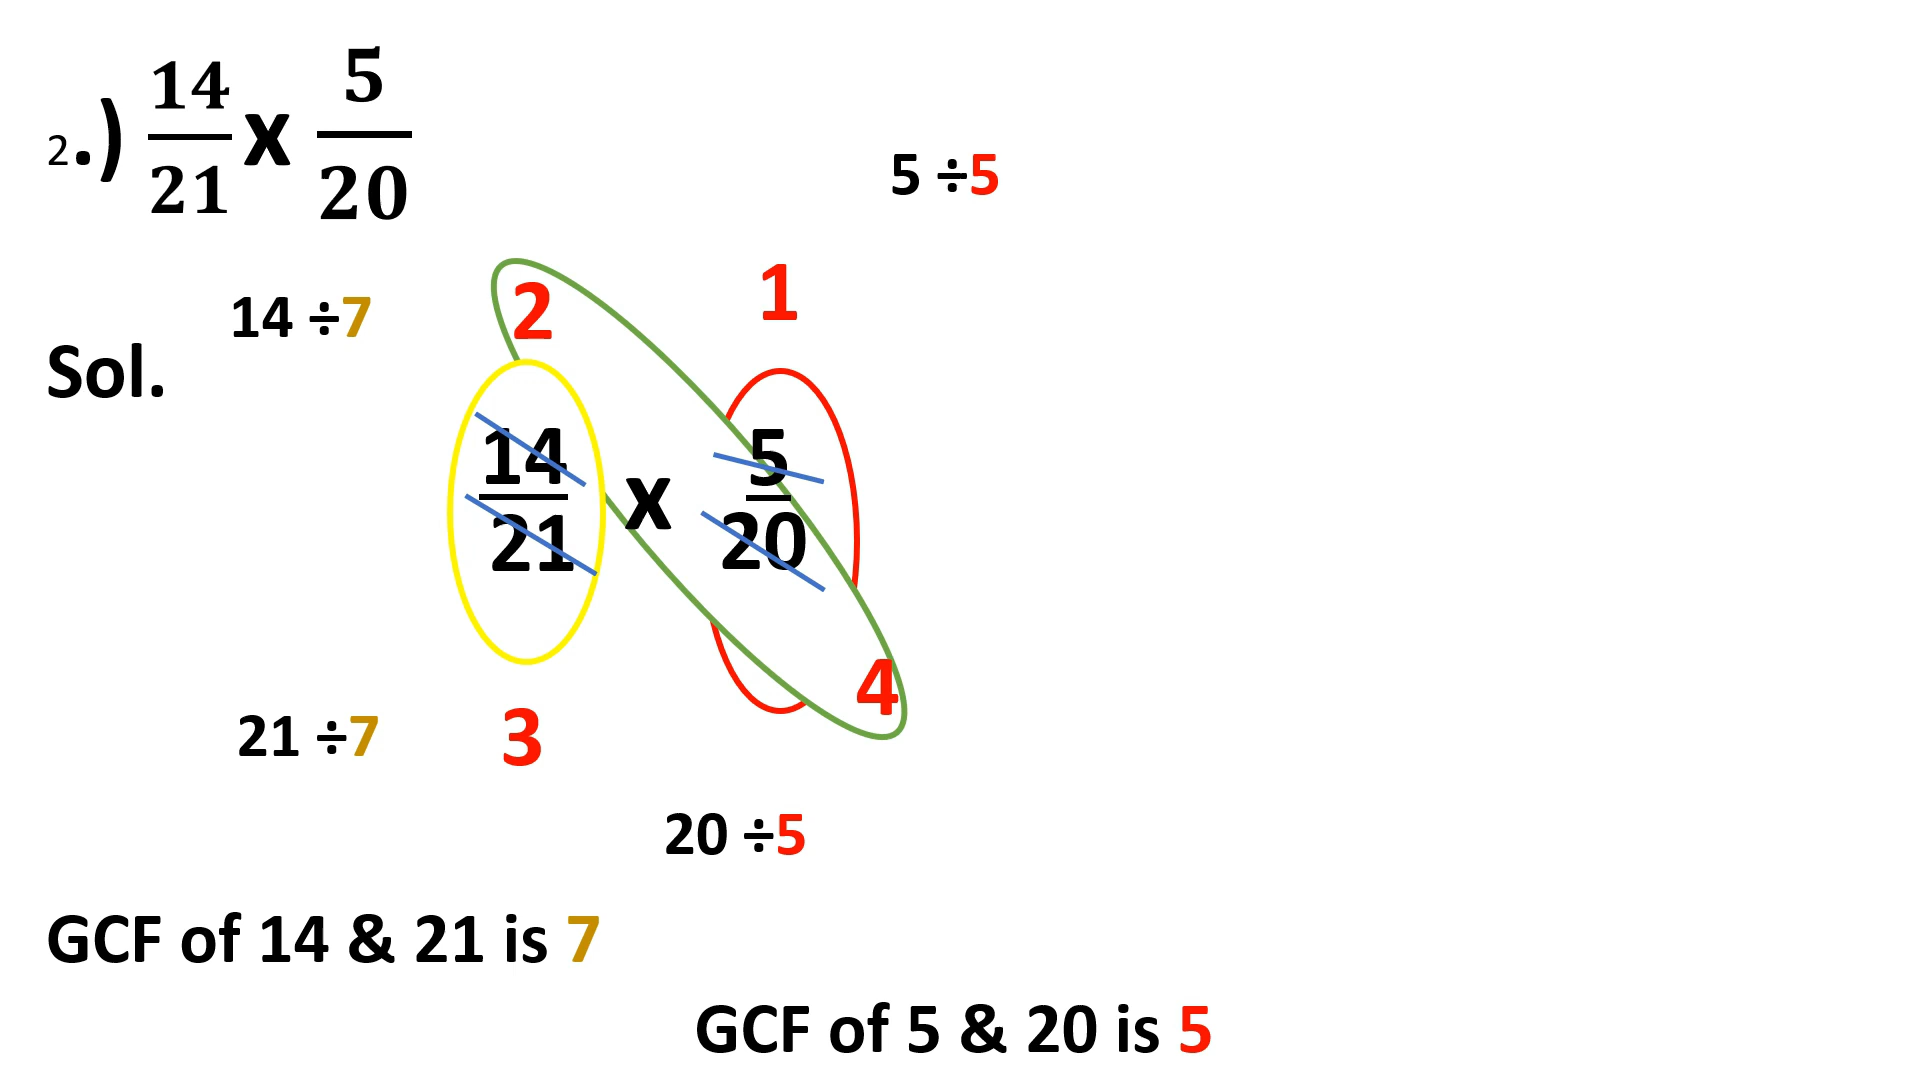 2.) 14/21 x 5/20
5 ÷5
14 ÷7
2 1
Sol.
14/21 x 5/20
3 4
21 ÷7
20 ÷5
GCF of 14 & 21 is 7
GCF of 5 & 20 is 5